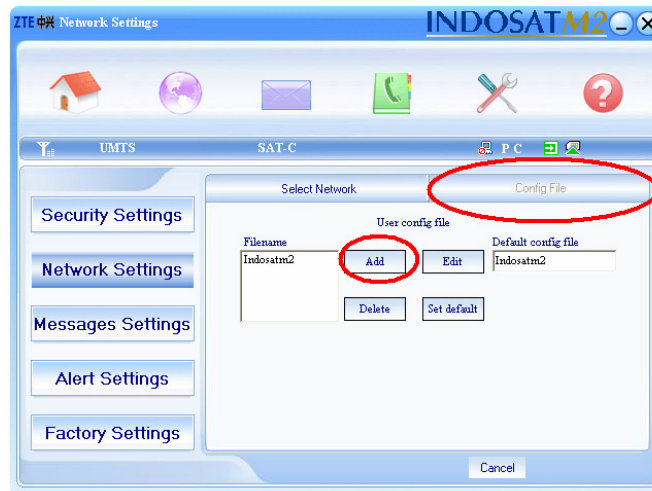 ZTE中兴 Network Settings
INDOSATM2
UMTS SAT-C PC
Select Network Config File
Security Settings
Network Settings
Messages Settings
Alert Settings
Factory Settings
User config file
Filename
Indosatm2
Add
Edit
Default config file
Indosatm2
Delete
Set default
Cancel